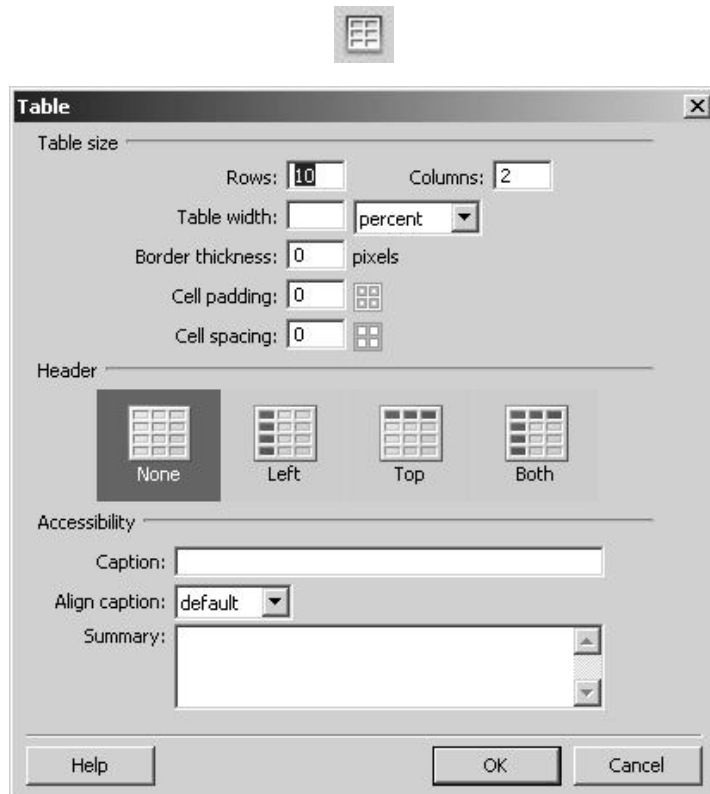 Table
Table size
Rows: 10 Columns: 2
Table width: percent
Border thickness: 0 pixels
Cell padding: 0
Cell spacing: 0
Header
None Left Top Both
Accessibility
Caption:
Align caption: default
Summary:
Help OK Cancel